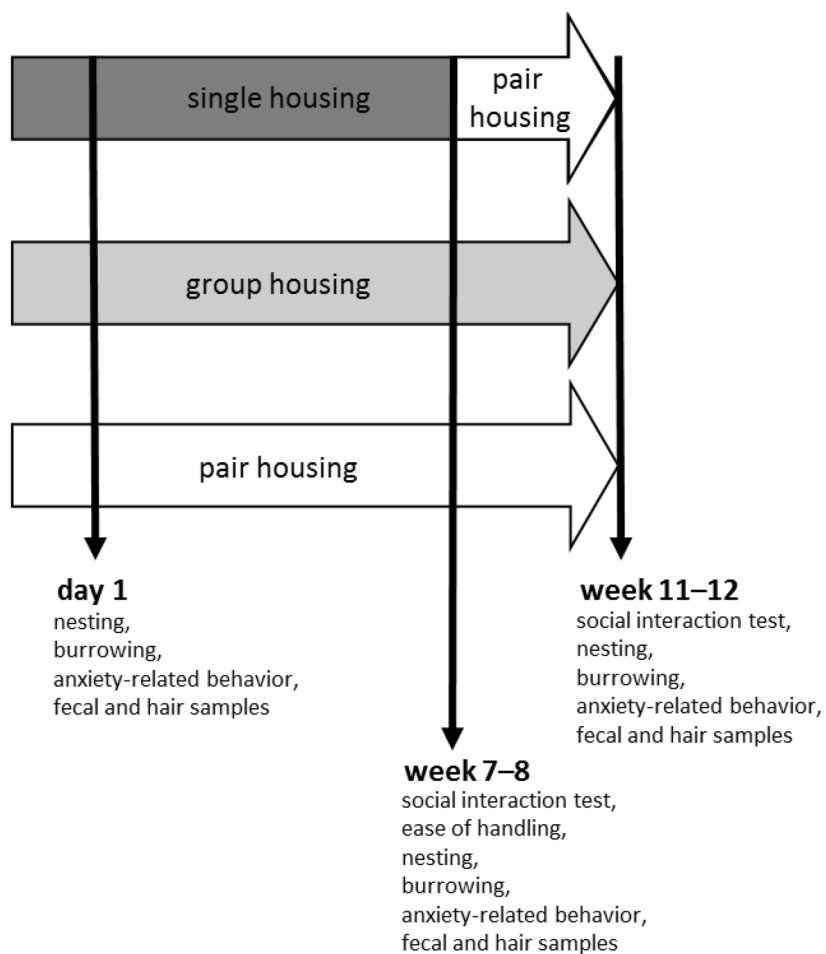 single housing
pair
housing
group housing
pair housing
day 1
nesting,
burrowing,
anxiety-related behavior,
fecal and hair samples
week 7–8
social interaction test,
ease of handling,
nesting,
burrowing,
anxiety-related behavior,
fecal and hair samples
week 11–12
social interaction test,
nesting,
burrowing,
anxiety-related behavior,
fecal and hair samples